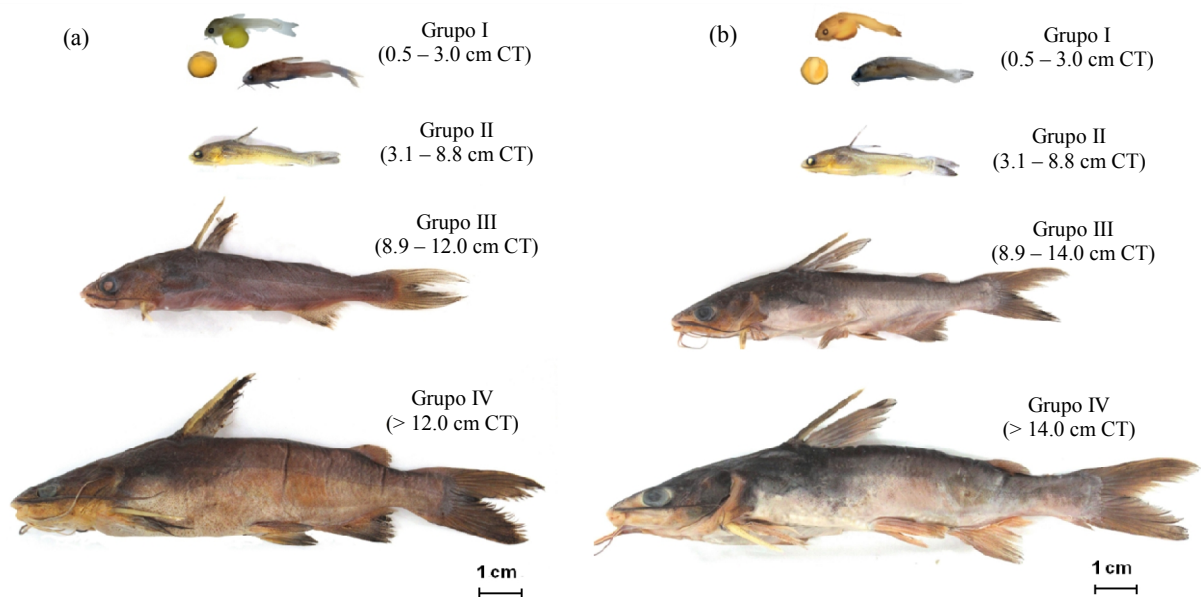 (a)
Grupo I
(0.5 – 3.0 cm CT)
Grupo II
(3.1 – 8.8 cm CT)
Grupo III
(8.9 – 12.0 cm CT)
Grupo IV
(> 12.0 cm CT)
1 cm
(b)
Grupo I
(0.5 – 3.0 cm CT)
Grupo II
(3.1 – 8.8 cm CT)
Grupo III
(8.9 – 14.0 cm CT)
Grupo IV
(> 14.0 cm CT)
1 cm